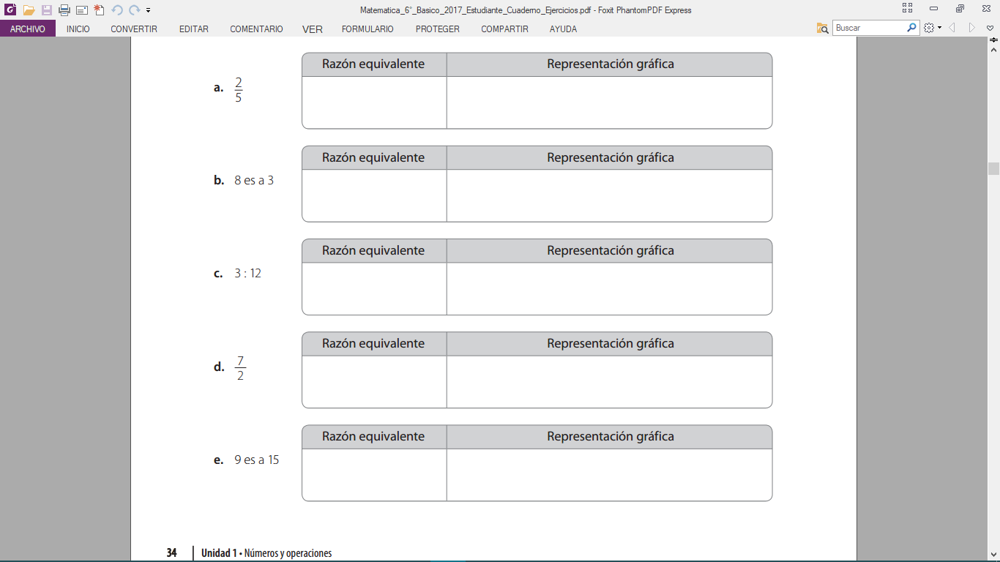 Matematica_6°_Basico_2017_Estudiante_Cuaderno_Ejercicios.pdf - Foxit PhantomPDF Express
ARCHIVO INICIO CONVERTIR EDITAR COMENTARIO VER FORMULARIO PROTEGER COMPARTIR AYUDA Buscar
Razón equivalente Representación gráfica
a. 2/5
Razón equivalente Representación gráfica
b. 8 es a 3
Razón equivalente Representación gráfica
c. 3 : 12
Razón equivalente Representación gráfica
d. 7/2
Razón equivalente Representación gráfica
e. 9 es a 15
34 Unidad 1 • Números y operaciones